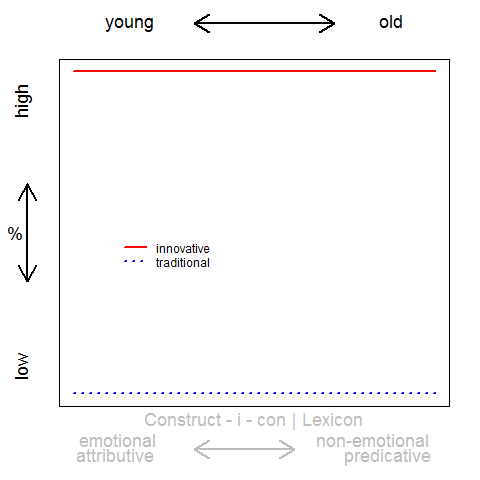 young old
high
%
low
innovative
traditional
Construct - i - con | Lexicon
emotional non-emotional
attributive predicative